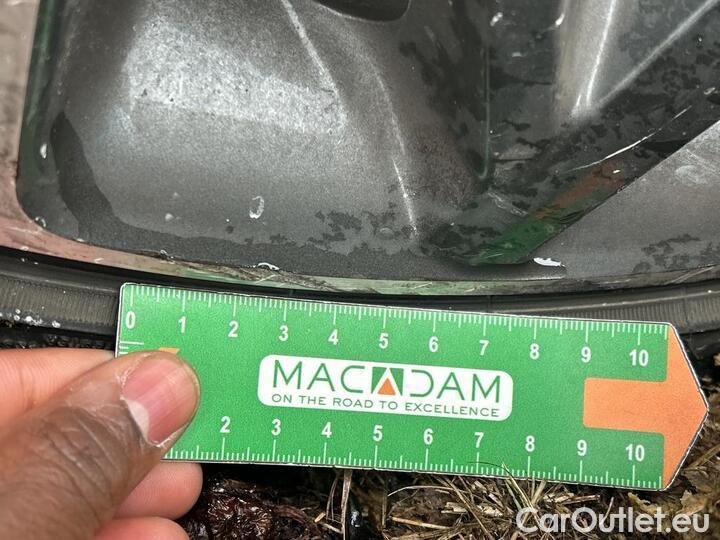 0 1 2 3 4 5 6 7 8 9 10
MACADAM
ON THE ROAD TO EXCELLENCE
2 3 4 5 6 7 8 9 10
CarOutlet.eu